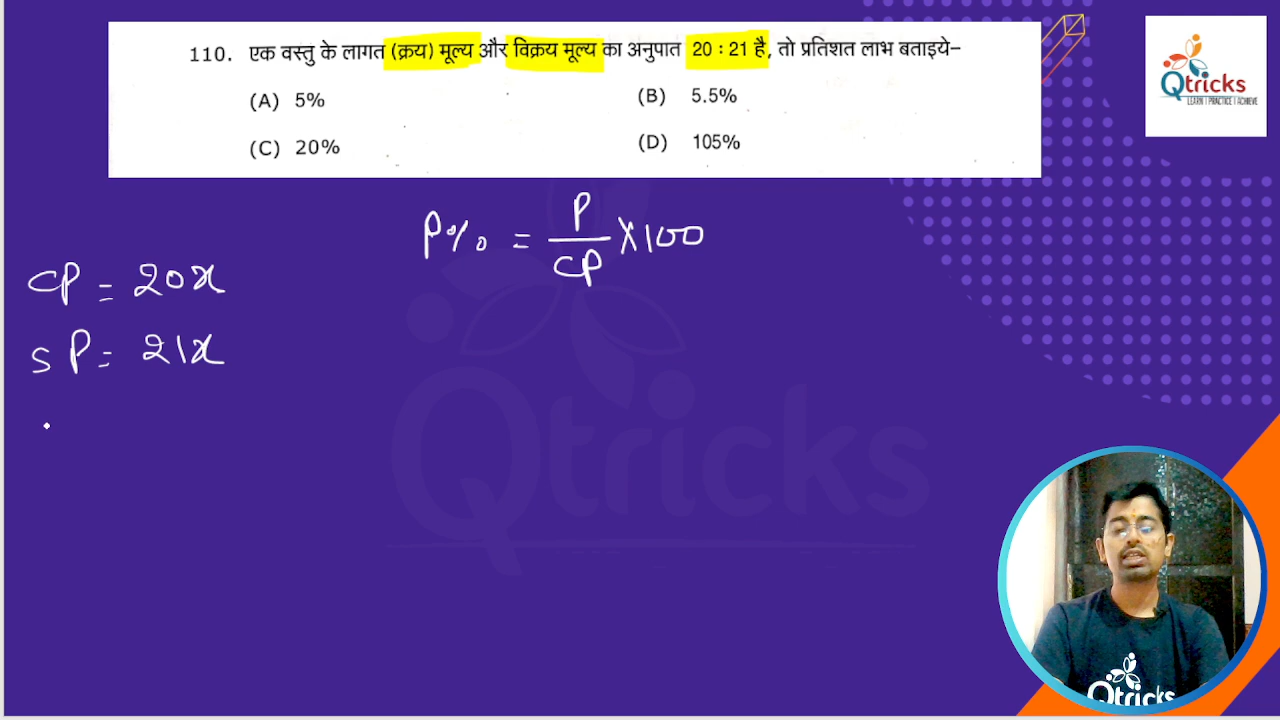 110. एक वस्तु के लागत (क्रय) मूल्य और विक्रय मूल्य का अनुपात 20 : 21 है, तो प्रतिशत लाभ बताइये–
(A) 5%
(B) 5.5%
(C) 20%
(D) 105%
Qtricks
LEARN | PRACTICE | ACHIEVE
P% = P/CP × 100
CP = 20x
SP = 21x
Qtricks
Qtricks